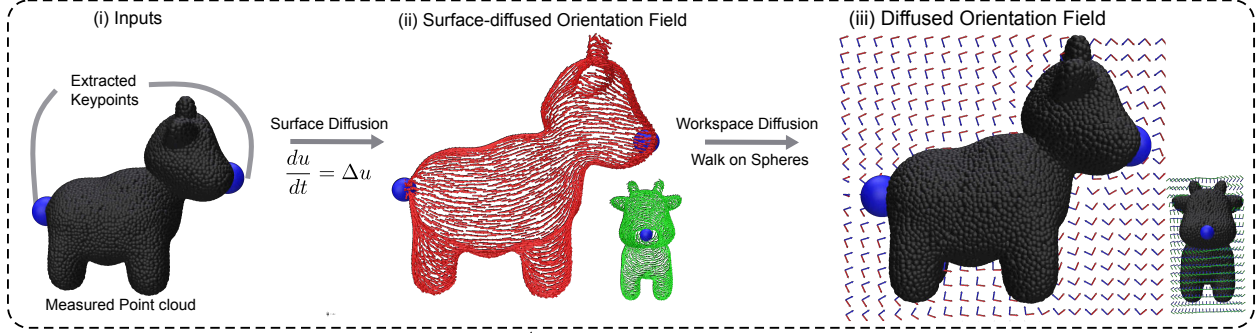 (i) Inputs
Extracted
Keypoints
Measured Point cloud
Surface Diffusion
du/dt = Δu
(ii) Surface-diffused Orientation Field
Workspace Diffusion
Walk on Spheres
(iii) Diffused Orientation Field